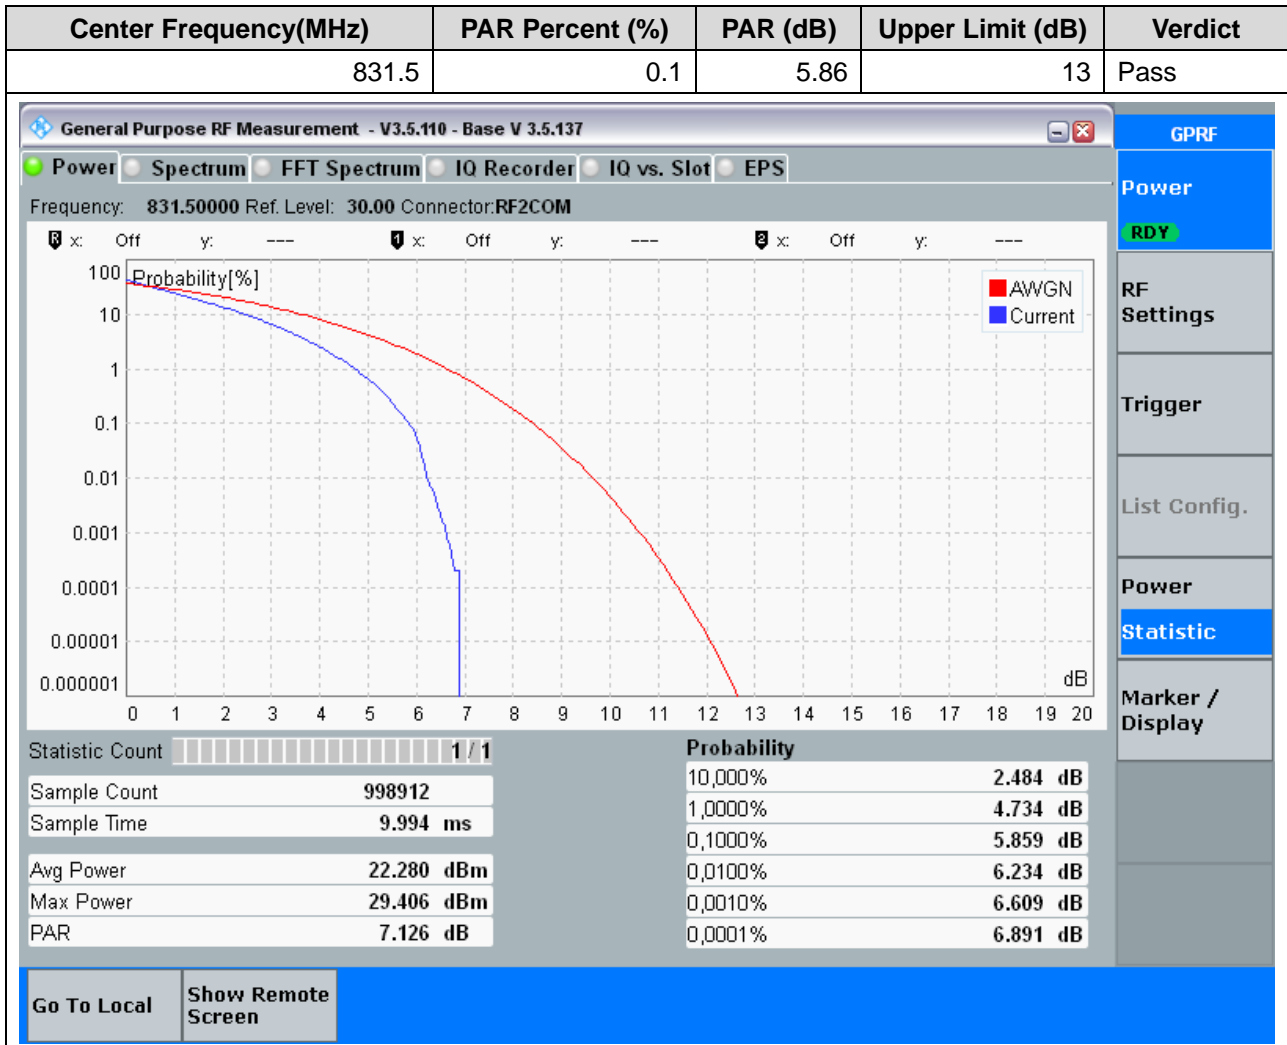 Center Frequency(MHz) PAR Percent (%) PAR (dB) Upper Limit (dB) Verdict
831.5 0.1 5.86 13 Pass
General Purpose RF Measurement - V3.5.110 - Base V 3.5.137
GPRF
Power Spectrum FFT Spectrum IQ Recorder IQ vs. Slot EPS
Power
RDY
Frequency: 831.50000 Ref. Level: 30.00 Connector:RF2COM
R x: Off y: --- 1 x: Off y: --- 2 x: Off y: ---
Probability[%]
AWGN
Current
100
10
1
0.1
0.01
0.001
0.0001
0.00001
0.000001
dB
0 1 2 3 4 5 6 7 8 9 10 11 12 13 14 15 16 17 18 19 20
RF
Settings
Trigger
List Config.
Power
Statistic
Marker /
Display
Statistic Count 1 / 1
Sample Count 998912
Sample Time 9.994 ms
Avg Power 22.280 dBm
Max Power 29.406 dBm
PAR 7.126 dB
Probability
10,000% 2.484 dB
1,0000% 4.734 dB
0,1000% 5.859 dB
0,0100% 6.234 dB
0,0010% 6.609 dB
0,0001% 6.891 dB
Go To Local
Show Remote
Screen